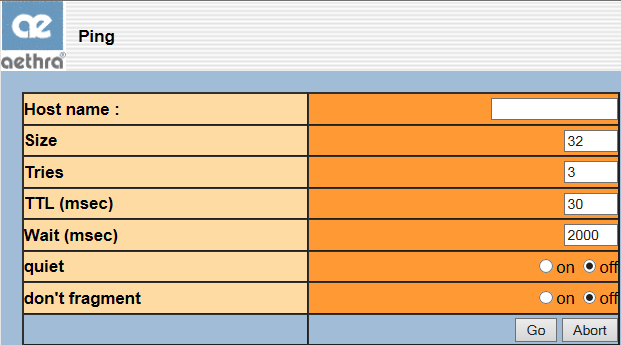 ae
Ping
aethra®
Host name :
Size 32
Tries 3
TTL (msec) 30
Wait (msec) 2000
quiet on off
don't fragment on off
Go Abort